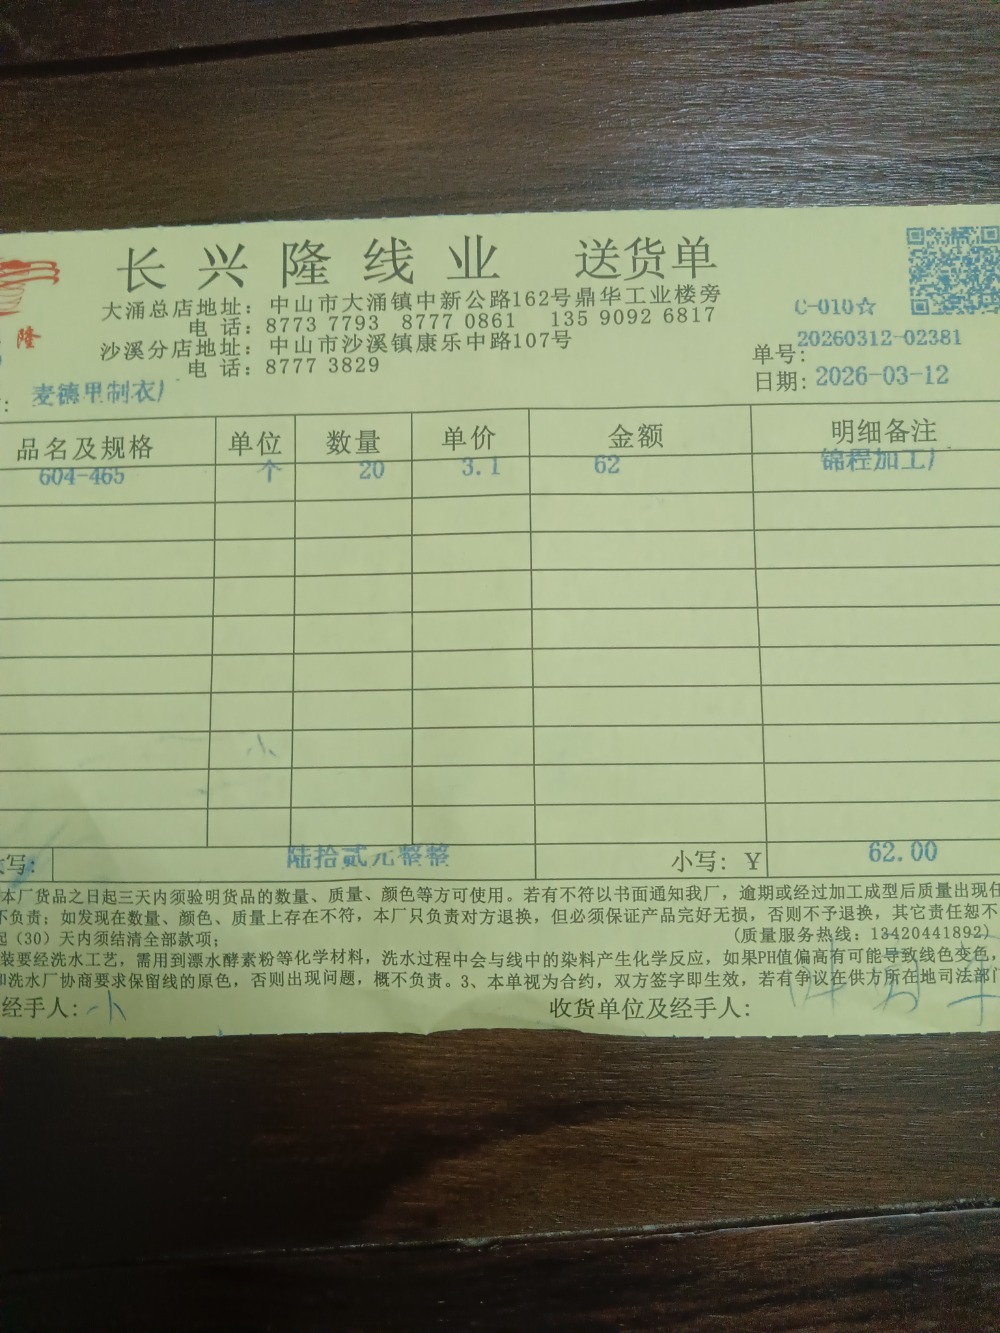 长兴隆线业 送货单
隆
大涌总店地址：中山市大涌镇中新公路162号鼎华工业楼旁
电 话：8773 7793 8777 0861 135 9092 6817
C-010☆
沙溪分店地址：中山市沙溪镇康乐中路107号
单号：20260312-02381
电 话：8777 3829
日期：2026-03-12
：麦德里制衣厂
品名及规格 单位 数量 单价 金额 明细备注
604-465 个 20 3.1 62 锦程加工厂
大写： 陆拾贰元整整 小写：￥ 62.00
本厂货品之日起三天内须验明货品的数量、质量、颜色等方可使用。若有不符以书面通知我厂，逾期或经过加工成型后质量出现任
不负责；如发现在数量、颜色、质量上存在不符，本厂只负责对方退换，但必须保证产品完好无损，否则不予退换，其它责任恕不
起（30）天内须结清全部款项； (质量服务热线：13420441892)
装要经洗水工艺，需用到漂水酵素粉等化学材料，洗水过程中会与线中的染料产生化学反应，如果PH值偏高有可能导致线色变色，
和洗水厂协商要求保留线的原色，否则出现问题，概不负责。3、本单视为合约，双方签字即生效，若有争议在供方所在地司法部门
经手人：小 收货单位及经手人：